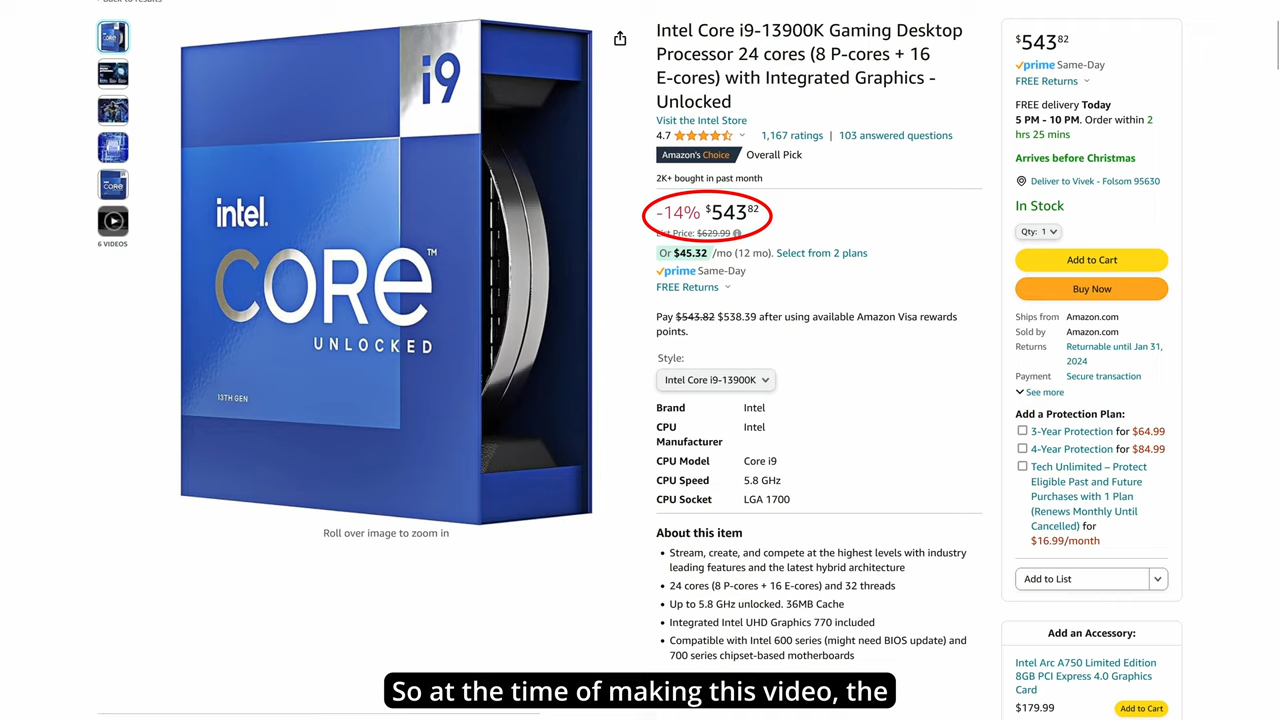 Back to results
i9
intel.
CORE™
UNLOCKED
13TH GEN
6 VIDEOS
Roll over image to zoom in
Intel Core i9-13900K Gaming Desktop
Processor 24 cores (8 P-cores + 16
E-cores) with Integrated Graphics -
Unlocked
Visit the Intel Store
4.7 1,167 ratings | 103 answered questions
Amazon's Choice Overall Pick
2K+ bought in past month
-14% $543 82
List Price: $629.99
Or $45.32 /mo (12 mo). Select from 2 plans
prime Same-Day
FREE Returns
Pay $543.82 $538.39 after using available Amazon Visa rewards
points.
Style:
Intel Core i9-13900K
Brand Intel
CPU Intel
Manufacturer
CPU Model Core i9
CPU Speed 5.8 GHz
CPU Socket LGA 1700
About this item
• Stream, create, and compete at the highest levels with industry
leading features and the latest hybrid architecture
• 24 cores (8 P-cores + 16 E-cores) and 32 threads
• Up to 5.8 GHz unlocked. 36MB Cache
• Integrated Intel UHD Graphics 770 included
• Compatible with Intel 600 series (might need BIOS update) and
700 series chipset-based motherboards
$543 82
prime Same-Day
FREE Returns
FREE delivery Today
5 PM - 10 PM. Order within 2
hrs 25 mins
Arrives before Christmas
Deliver to Vivek - Folsom 95630
In Stock
Qty: 1
Add to Cart
Buy Now
Ships from Amazon.com
Sold by Amazon.com
Returns Returnable until Jan 31,
2024
Payment Secure transaction
See more
Add a Protection Plan:
3-Year Protection for $64.99
4-Year Protection for $84.99
Tech Unlimited – Protect
Eligible Past and Future
Purchases with 1 Plan
(Renews Monthly Until
Cancelled) for
$16.99/month
Add to List
Add an Accessory:
Intel Arc A750 Limited Edition
8GB PCI Express 4.0 Graphics
Card
$179.99 Add to Cart
So at the time of making this video, the